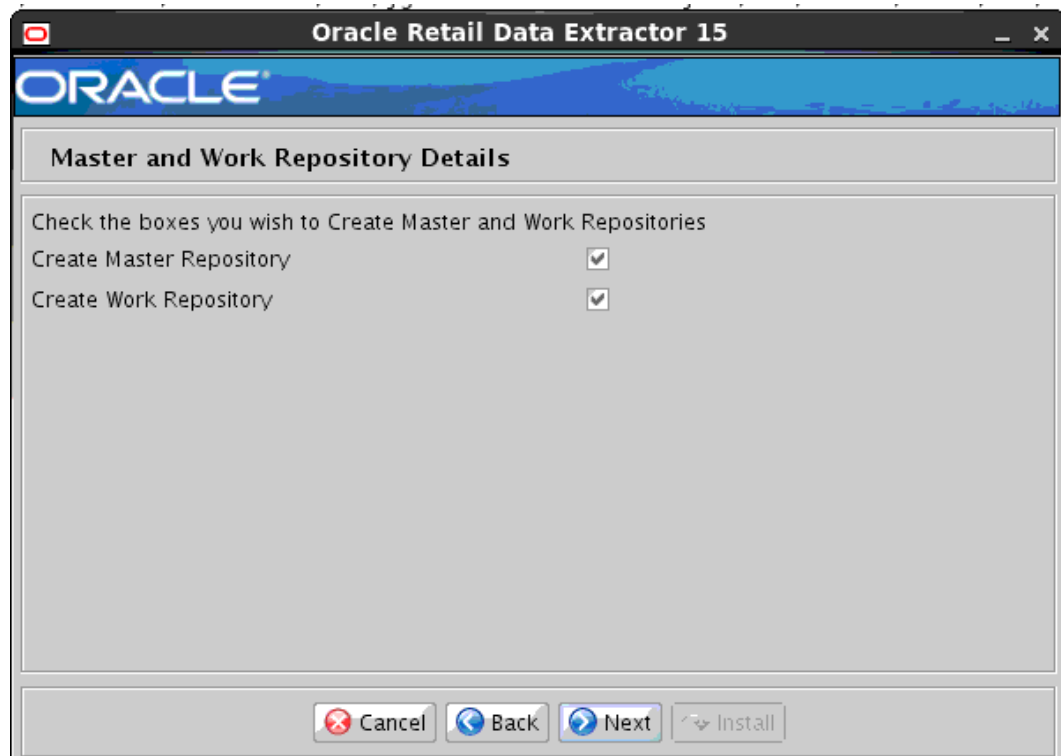 Oracle Retail Data Extractor 15
ORACLE
Master and Work Repository Details
Check the boxes you wish to Create Master and Work Repositories
Create Master Repository
Create Work Repository
Cancel Back Next Install